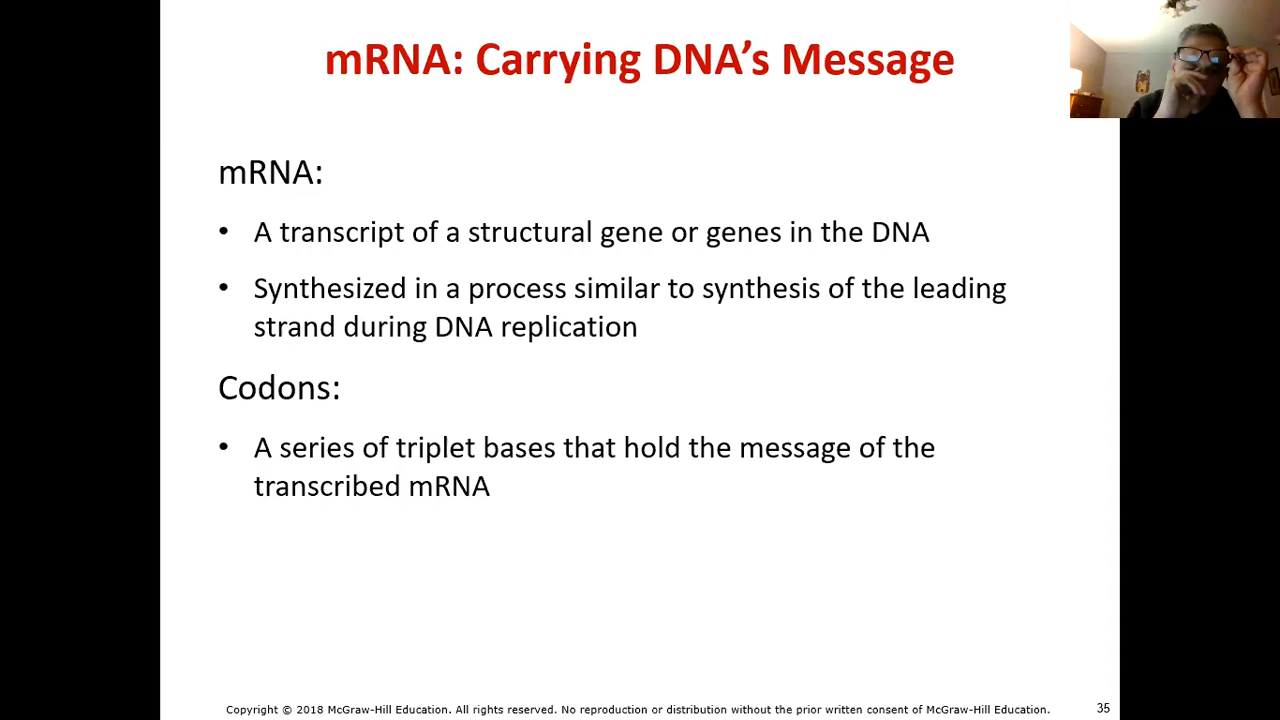 mRNA: Carrying DNA’s Message
mRNA:
• A transcript of a structural gene or genes in the DNA
• Synthesized in a process similar to synthesis of the leading
strand during DNA replication
Codons:
• A series of triplet bases that hold the message of the
transcribed mRNA
Copyright © 2018 McGraw-Hill Education. All rights reserved. No reproduction or distribution without the prior written consent of McGraw-Hill Education.
35